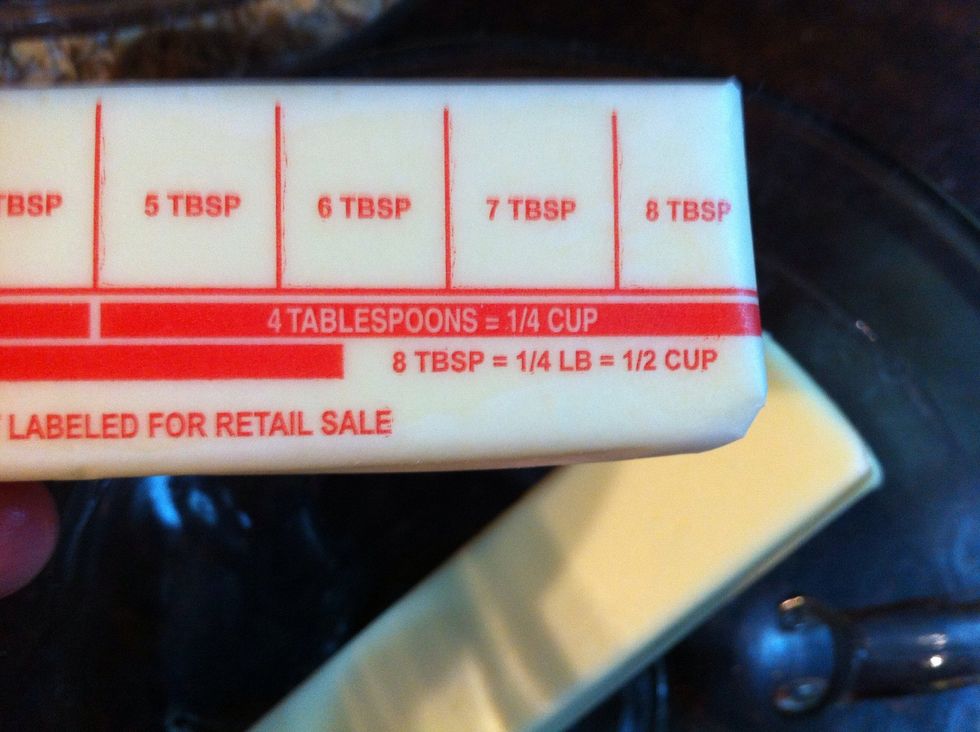 TBSP 5 TBSP 6 TBSP 7 TBSP 8 TBSP
4 TABLESPOONS = 1/4 CUP
8 TBSP = 1/4 LB = 1/2 CUP
LABELED FOR RETAIL SALE